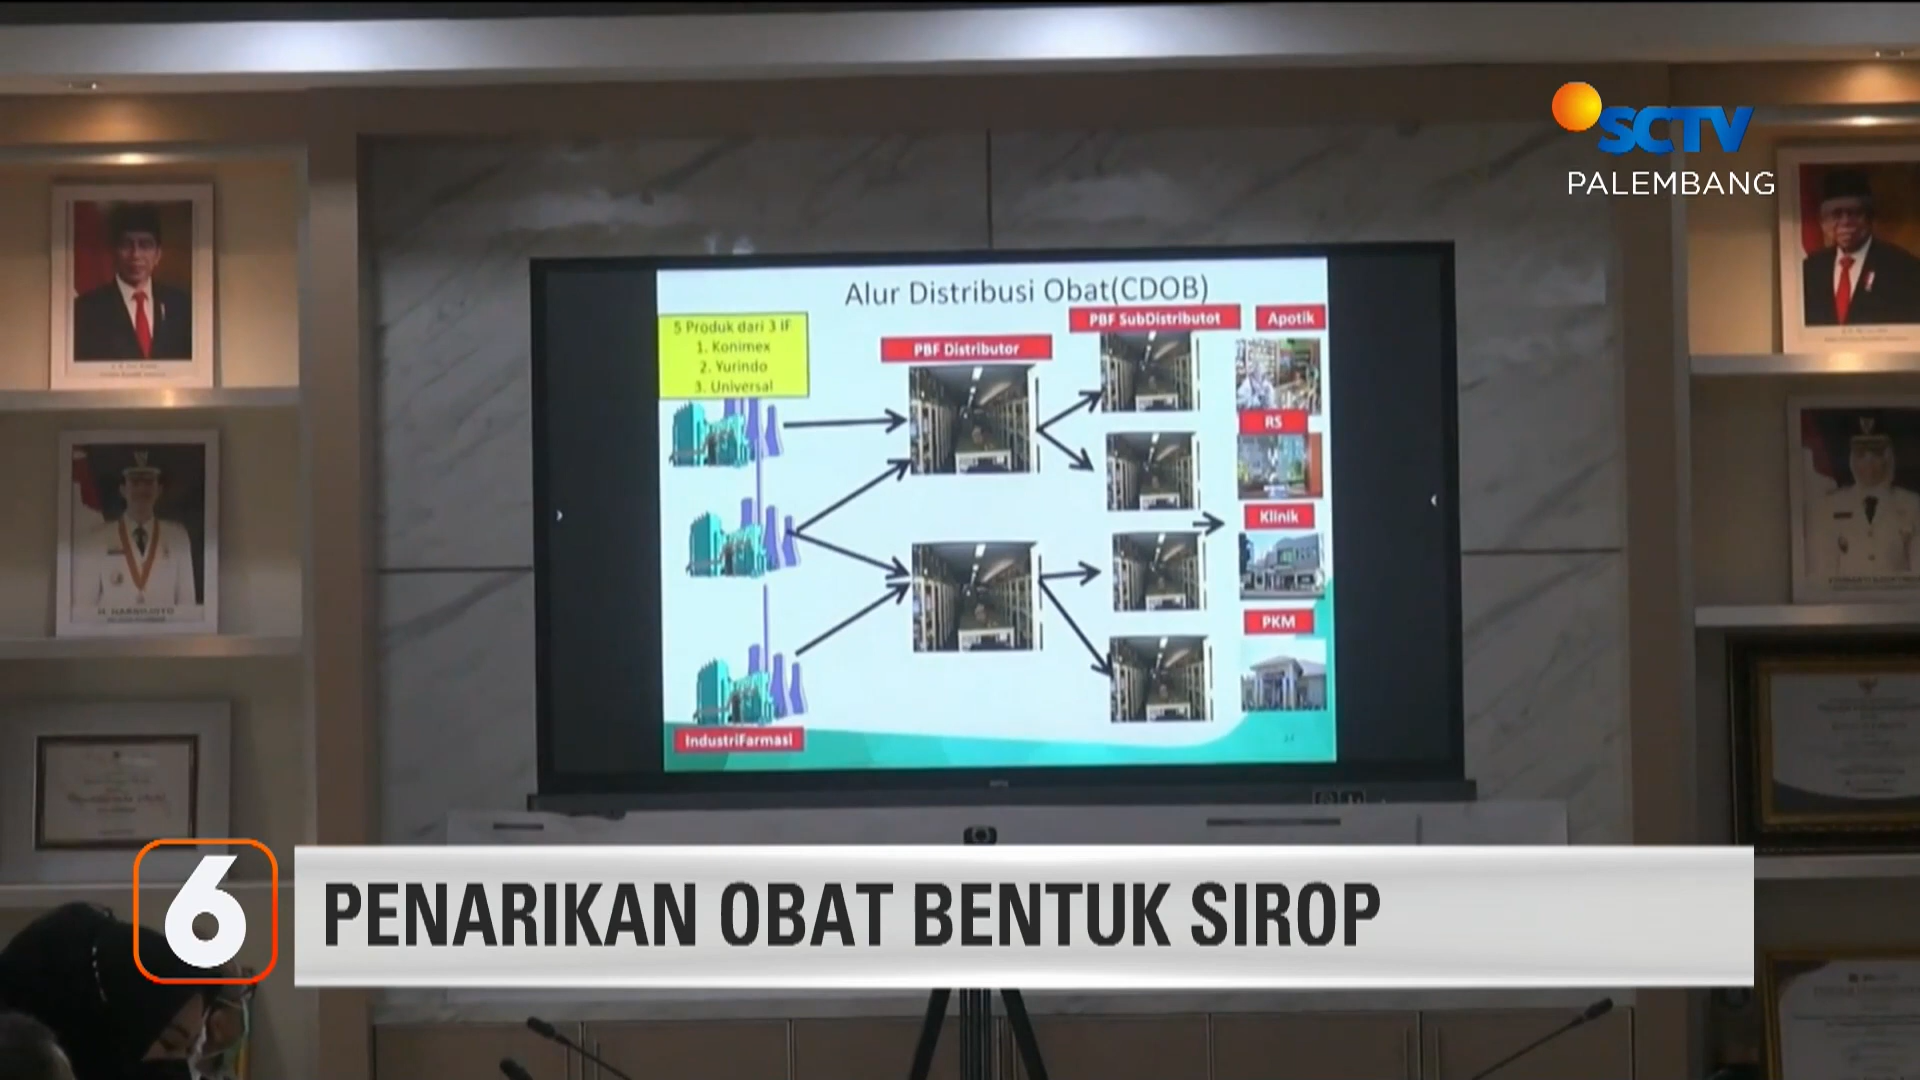 SCTV
PALEMBANG
Alur Distribusi Obat(CDOB)
5 Produk dari 3 IF
1. Konimex
2. Yurindo
3. Universal
PBF Distributor
PBF SubDistributot
Apotik
RS
Klinik
PKM
IndustriFarmasi
H. HARNOJOYO
6
PENARIKAN OBAT BENTUK SIROP